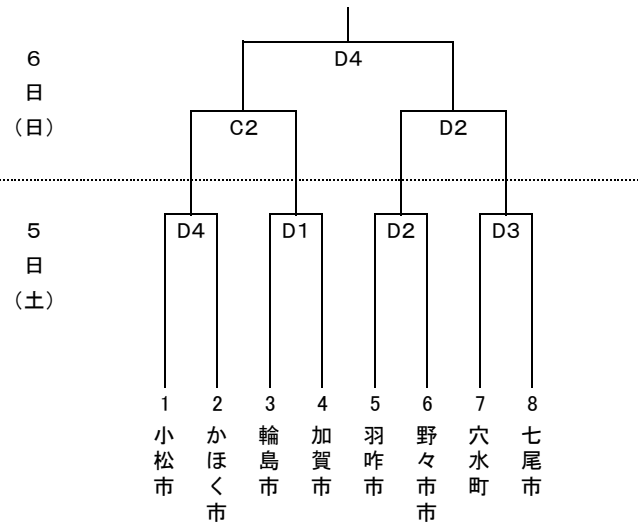 D4
6
日
(日)
C2
D2
5
日
(土)
D4
D1
D2
D3
1
2
3
4
5
6
7
8
小松市
かほく市
輪島市
加賀市
羽咋市
野々市市
穴水町
七尾市